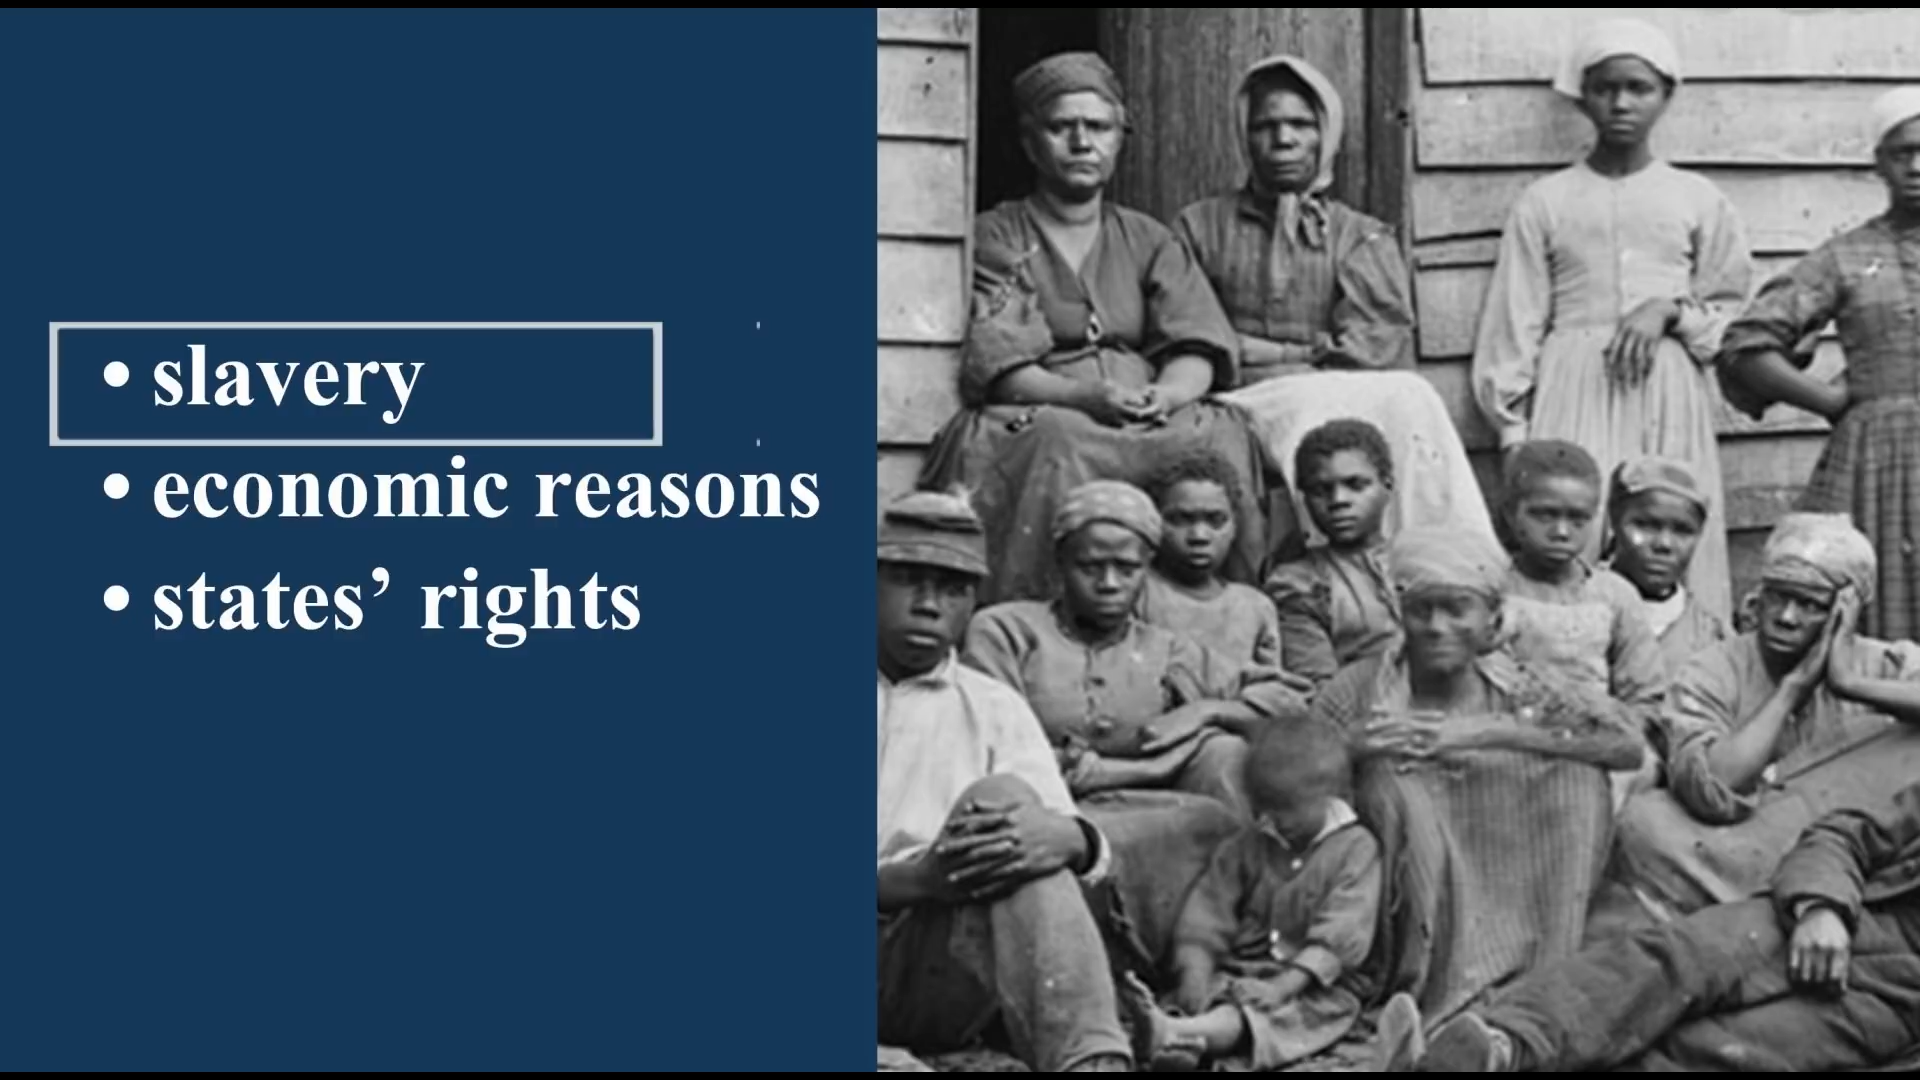 • slavery
• economic reasons
• states’ rights